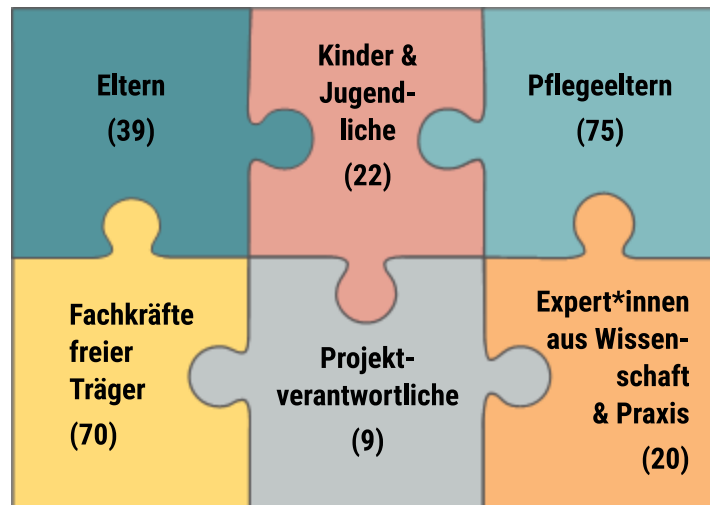 Eltern
(39)
Kinder &
Jugend-
liche
(22)
Pflegeeltern
(75)
Fachkräfte
freier
Träger
(70)
Projekt-
verantwortliche
(9)
Expert*innen
aus Wissen-
schaft
& Praxis
(20)